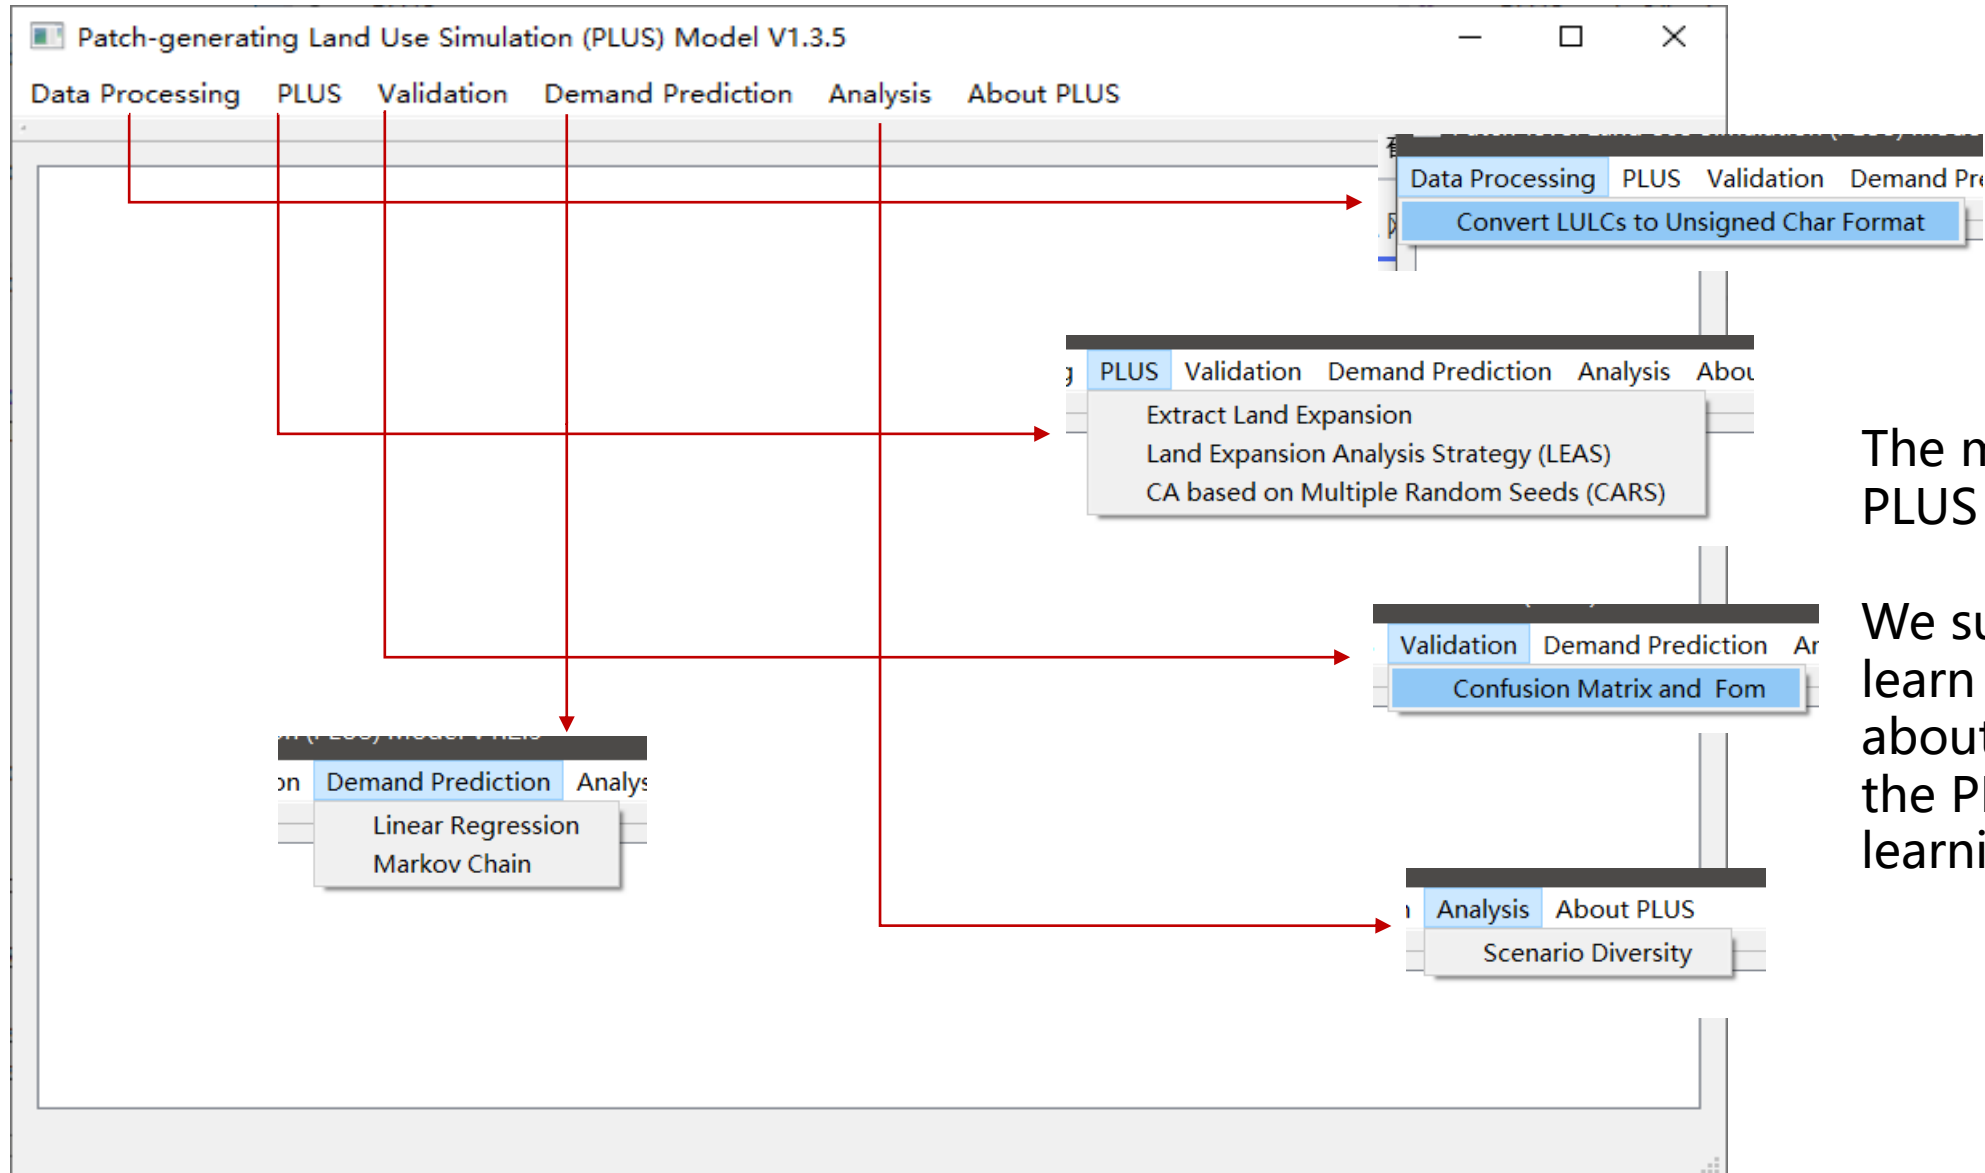 Patch-generating Land Use Simulation (PLUS) Model V1.3.5
Data Processing PLUS Validation Demand Prediction Analysis About PLUS
Data Processing PLUS Validation Demand
Convert LULCs to Unsigned Char Format
PLUS Validation Demand Prediction Analysis
Extract Land Expansion
Land Expansion Analysis Strategy (LEAS)
CA based on Multiple Random Seeds (CARS)
The
PLUS
We
learn
about
the
Validation Demand Prediction
Confusion Matrix and Fom
Demand Prediction
Linear Regression
Markov Chain
Analysis About PLUS
Scenario Diversity